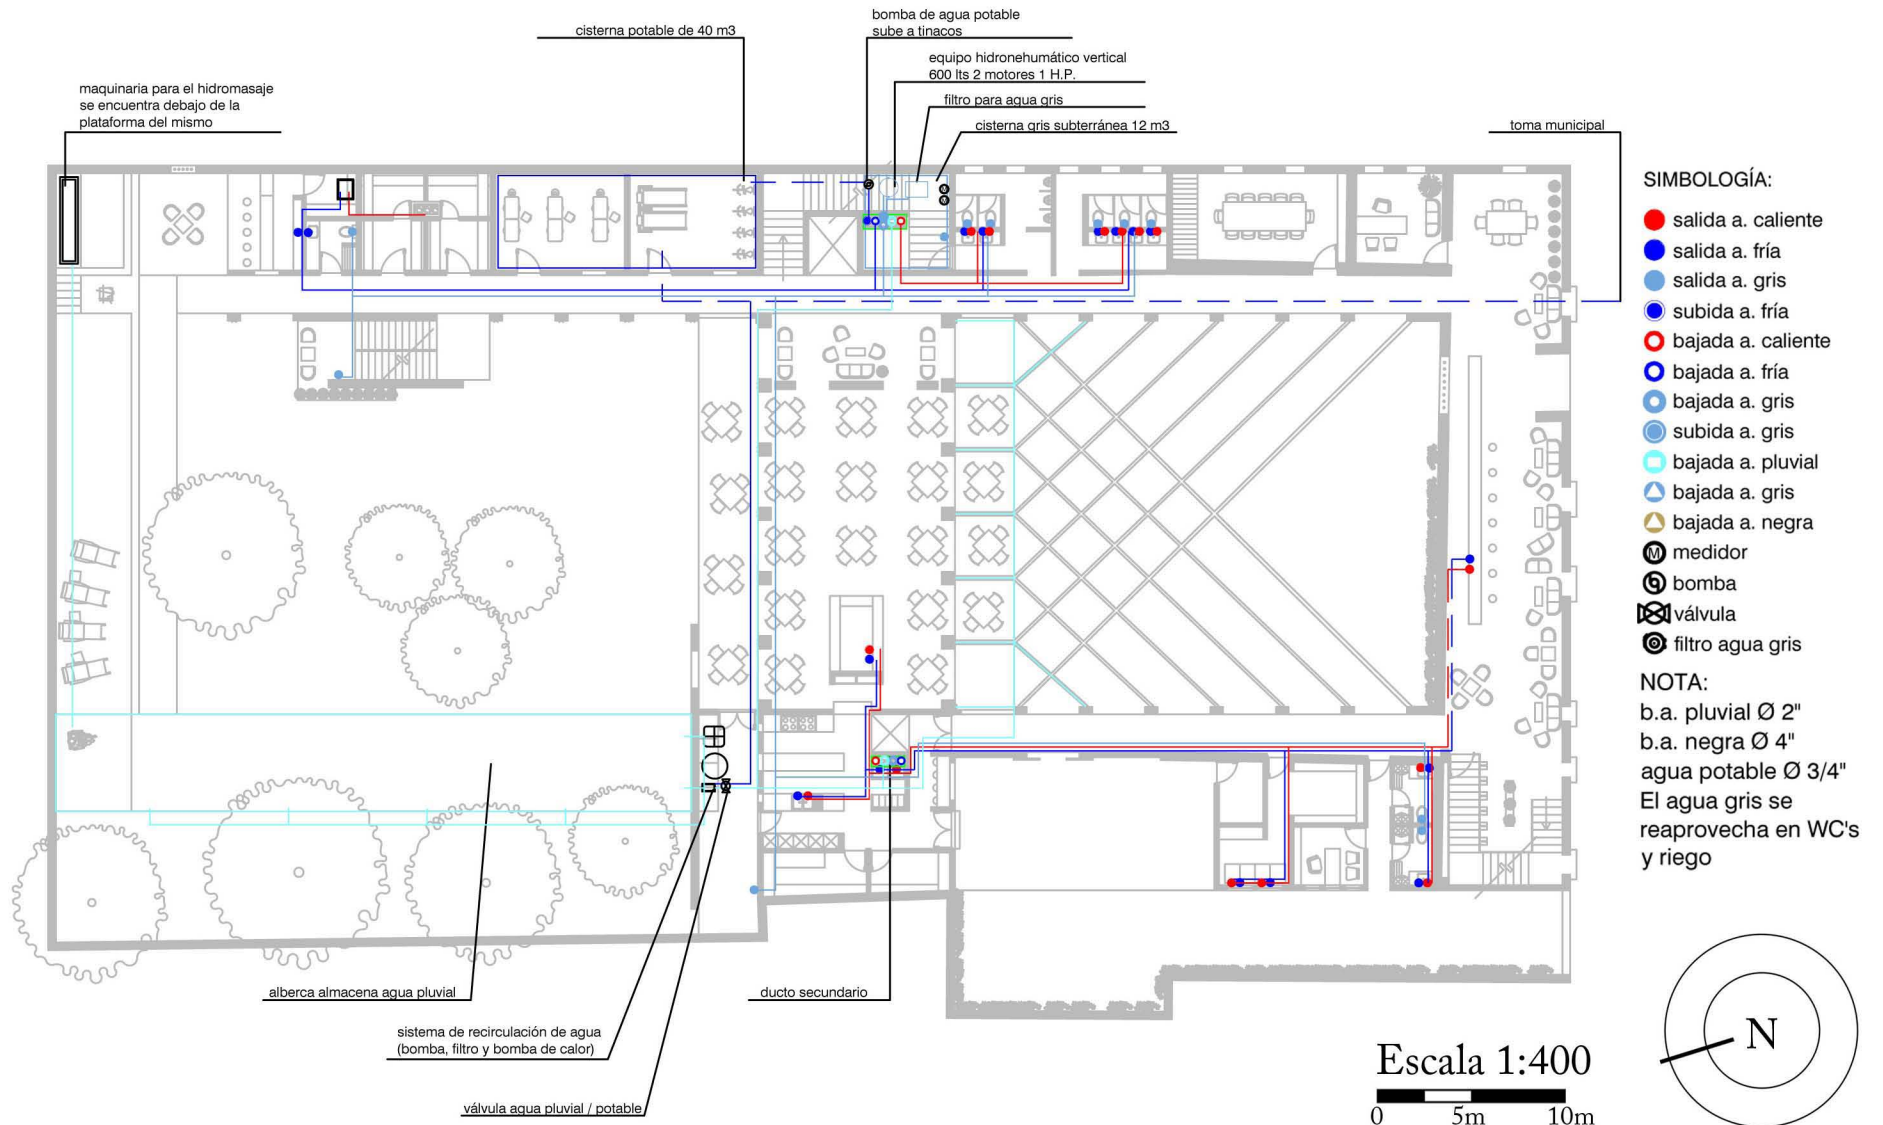 bomba de agua potable
sube a tinacos
cisterna potable de 40 m3
equipo hidronehumático vertical
600 lts 2 motores 1 H.P.
maquinaria para el hidromasaje
se encuentra debajo de la
plataforma del mismo
filtro para agua gris
cisterna gris subterránea 12 m3
toma municipal
SIMBOLOGÍA:
salida a. caliente
salida a. fría
salida a. gris
subida a. fría
bajada a. caliente
bajada a. fría
bajada a. gris
subida a. gris
bajada a. pluvial
bajada a. gris
bajada a. negra
M medidor
bomba
válvula
filtro agua gris
NOTA:
b.a. pluvial Ø 2"
b.a. negra Ø 4"
agua potable Ø 3/4"
El agua gris se
reaprovecha en WC's
y riego
alberca almacena agua pluvial
ducto secundario
sistema de recirculación de agua
(bomba, filtro y bomba de calor)
válvula agua pluvial / potable
Escala 1:400
0 5m 10m
N